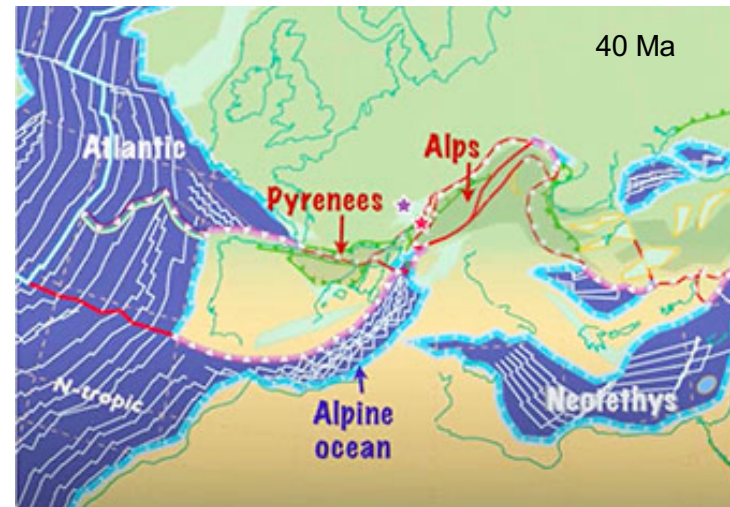 40 Ma
Atlantic
Alps
Pyrenees
N-tropic
Alpine
ocean
Neotethys